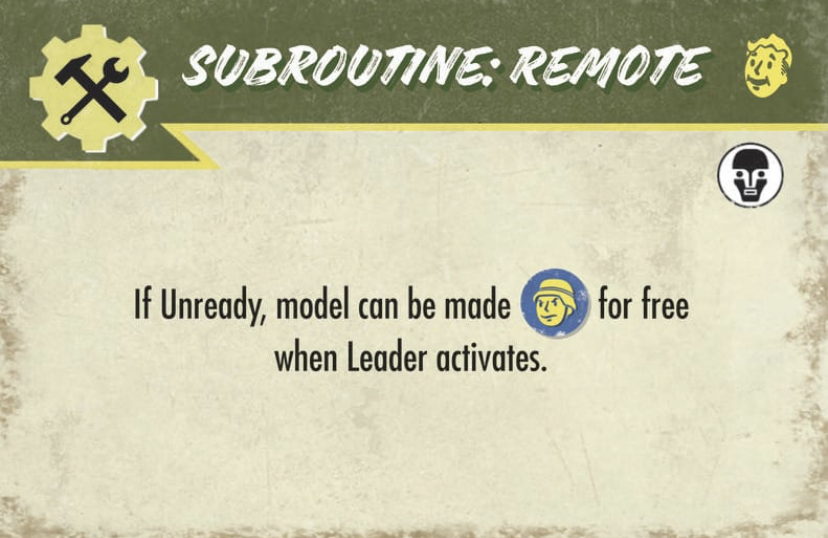 SUBROUTINE: REMOTE
If Unready, model can be made for free
when Leader activates.